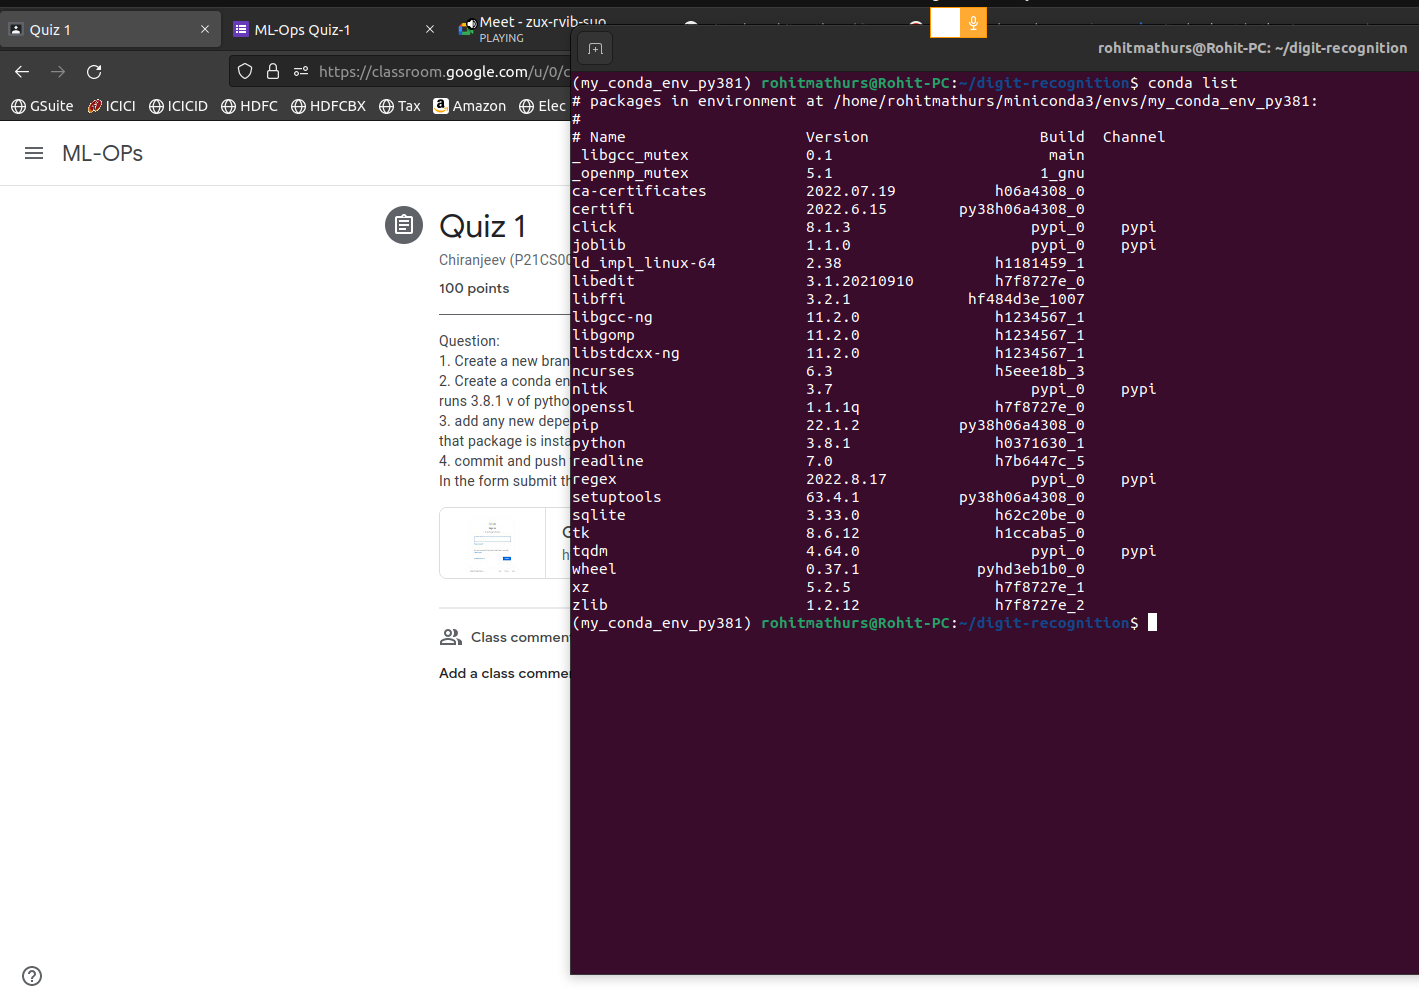 Quiz 1
ML-Ops Quiz-1
Meet - zux-rvib-suo
PLAYING
rohitmathurs@Rohit-PC: ~/digit-recognition
https://classroom.google.com/u/0/c
GSuite ICICI ICICID HDFC HDFCBX Tax Amazon Elec
ML-OPs
Quiz 1
Chiranjeev (P21CS00
100 points
Question:
1. Create a new bran
2. Create a conda en
runs 3.8.1 v of pytho
3. add any new depe
that package is insta
4. commit and push
In the form submit th
G
h
Class commen
Add a class comme
(my_conda_env_py381) rohitmathurs@Rohit-PC:~/digit-recognition$ conda list
# packages in environment at /home/rohitmathurs/miniconda3/envs/my_conda_env_py381:
#
# Name Version Build Channel
_libgcc_mutex 0.1 main
_openmp_mutex 5.1 1_gnu
ca-certificates 2022.07.19 h06a4308_0
certifi 2022.6.15 py38h06a4308_0
click 8.1.3 pypi_0 pypi
joblib 1.1.0 pypi_0 pypi
ld_impl_linux-64 2.38 h1181459_1
libedit 3.1.20210910 h7f8727e_0
libffi 3.2.1 hf484d3e_1007
libgcc-ng 11.2.0 h1234567_1
libgomp 11.2.0 h1234567_1
libstdcxx-ng 11.2.0 h1234567_1
ncurses 6.3 h5eee18b_3
nltk 3.7 pypi_0 pypi
openssl 1.1.1q h7f8727e_0
pip 22.1.2 py38h06a4308_0
python 3.8.1 h0371630_1
readline 7.0 h7b6447c_5
regex 2022.8.17 pypi_0 pypi
setuptools 63.4.1 py38h06a4308_0
sqlite 3.33.0 h62c20be_0
tk 8.6.12 h1ccaba5_0
tqdm 4.64.0 pypi_0 pypi
wheel 0.37.1 pyhd3eb1b0_0
xz 5.2.5 h7f8727e_1
zlib 1.2.12 h7f8727e_2
(my_conda_env_py381) rohitmathurs@Rohit-PC:~/digit-recognition$